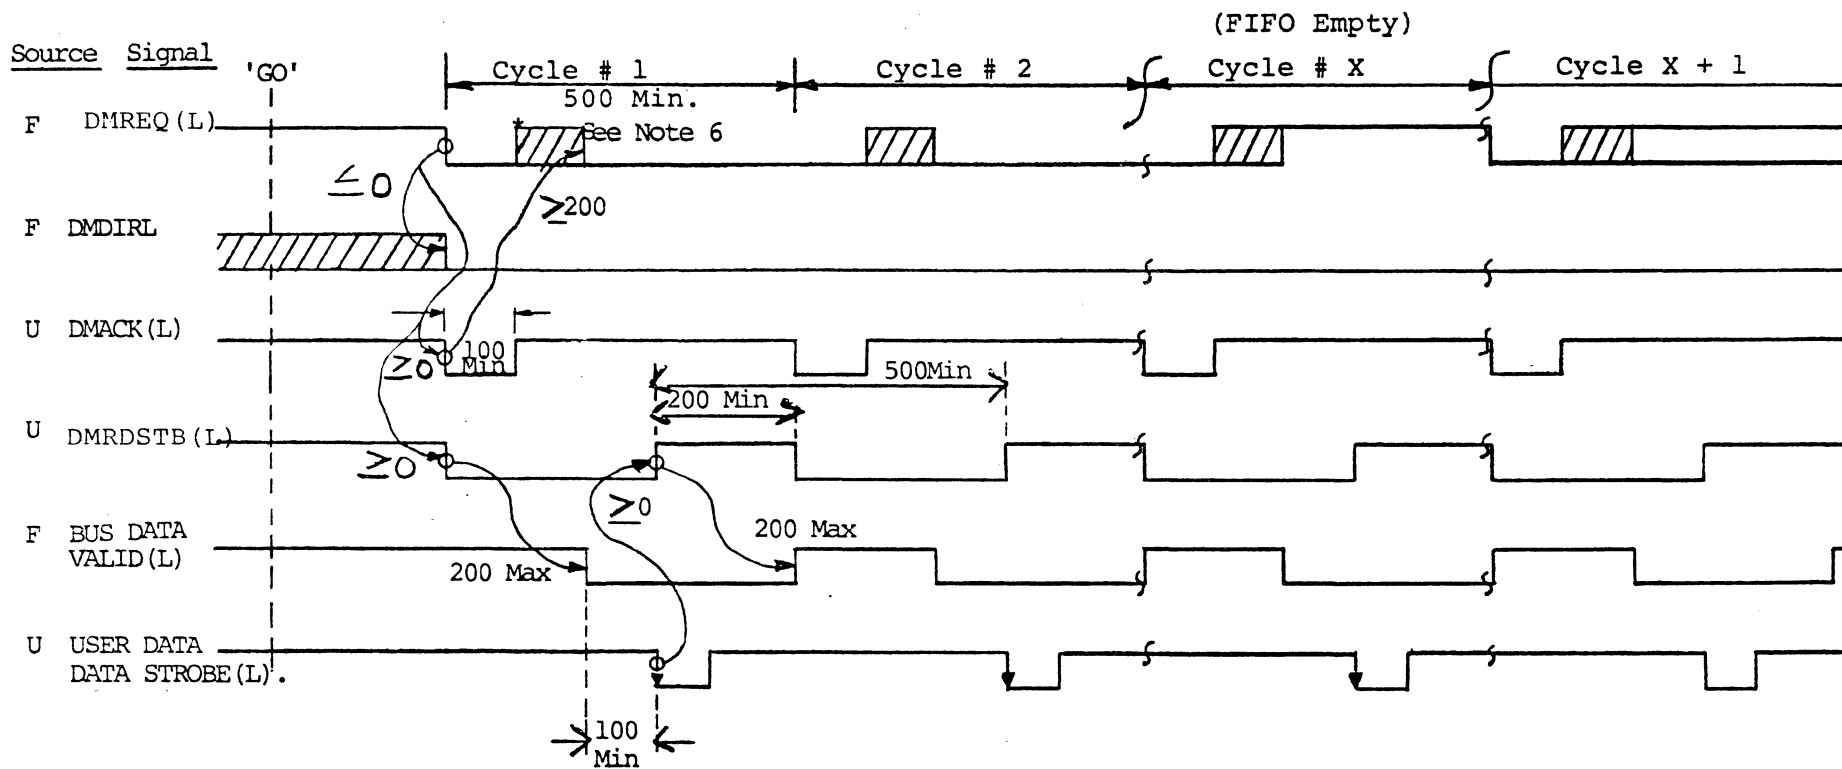 (FIFO Empty)
Source Signal
'GO'
Cycle # 1
Cycle # 2
Cycle # X
Cycle X + 1
500 Min.
F DMREQ(L)
* See Note 6
≤0
≥200
F DMDIRL
U DMACK(L)
≥0
100
Min
500Min
200 Min
U DMRDSTB(L)
≥0
≥0
F BUS DATA
VALID(L)
200 Max
200 Max
U USER DATA
DATA STROBE(L).
100
Min